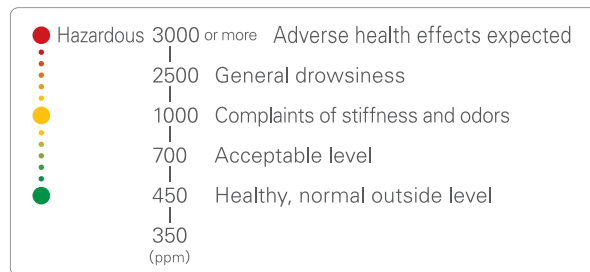 Hazardous 3000 or more Adverse health effects expected
2500 General drowsiness
1000 Complaints of stiffness and odors
700 Acceptable level
450 Healthy, normal outside level
350
(ppm)